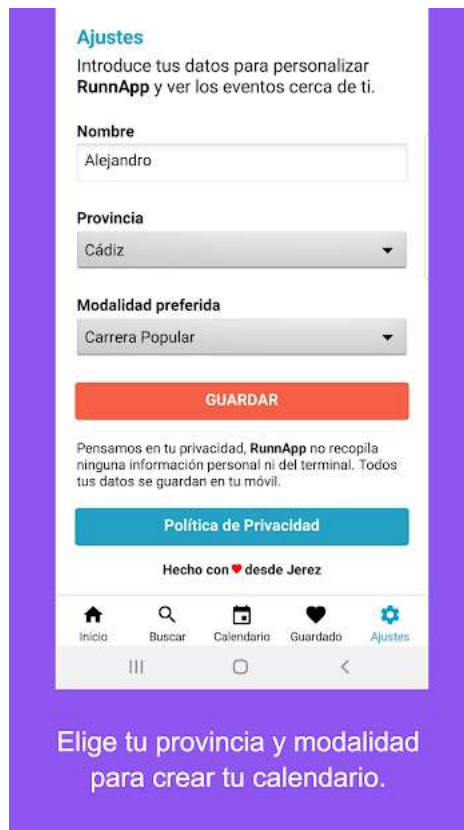 Ajustes
Introduce tus datos para personalizar
RunnApp y ver los eventos cerca de ti.
Nombre
Alejandro
Provincia
Cádiz
Modalidad preferida
Carrera Popular
GUARDAR
Pensamos en tu privacidad, RunnApp no recopila
ninguna información personal ni del terminal. Todos
tus datos se guardan en tu móvil.
Política de Privacidad
Hecho con ♥ desde Jerez
Inicio Buscar Calendario Guardado Ajustes
Elige tu provincia y modalidad
para crear tu calendario.